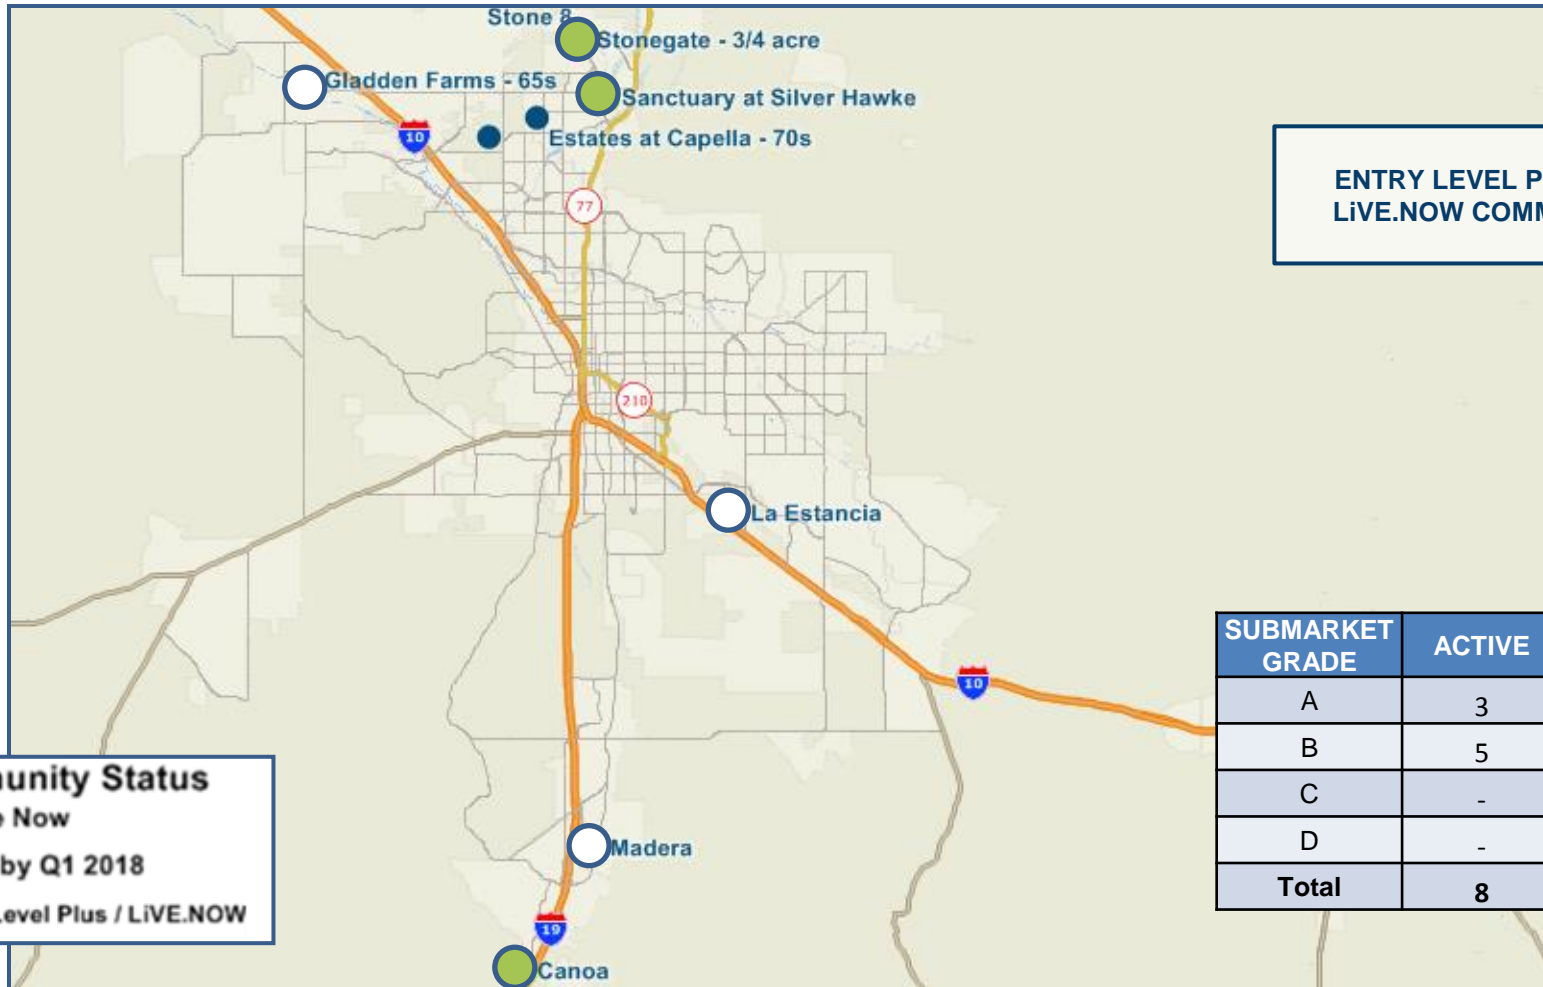 Stone 8
Stonegate - 3/4 acre
Gladden Farms - 65s
Sanctuary at Silver Hawke
10
Estates at Capella - 70s
ENTRY LEVEL P
LiVE.NOW COMM
77
210
La Estancia
SUBMARKET GRADE ACTIVE
A 3
10
B 5
C -
D -
Total 8
unity Status
Now
by Q1 2018
Level Plus / LiVE.NOW
Madera
19
Canoa